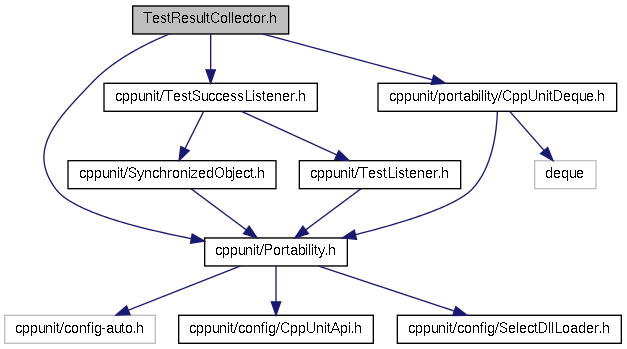 TestResultCollector.h
cppunit/TestSuccessListener.h
cppunit/portability/CppUnitDeque.h
cppunit/SynchronizedObject.h
cppunit/TestListener.h
deque
cppunit/Portability.h
cppunit/config-auto.h
cppunit/config/CppUnitApi.h
cppunit/config/SelectDllLoader.h